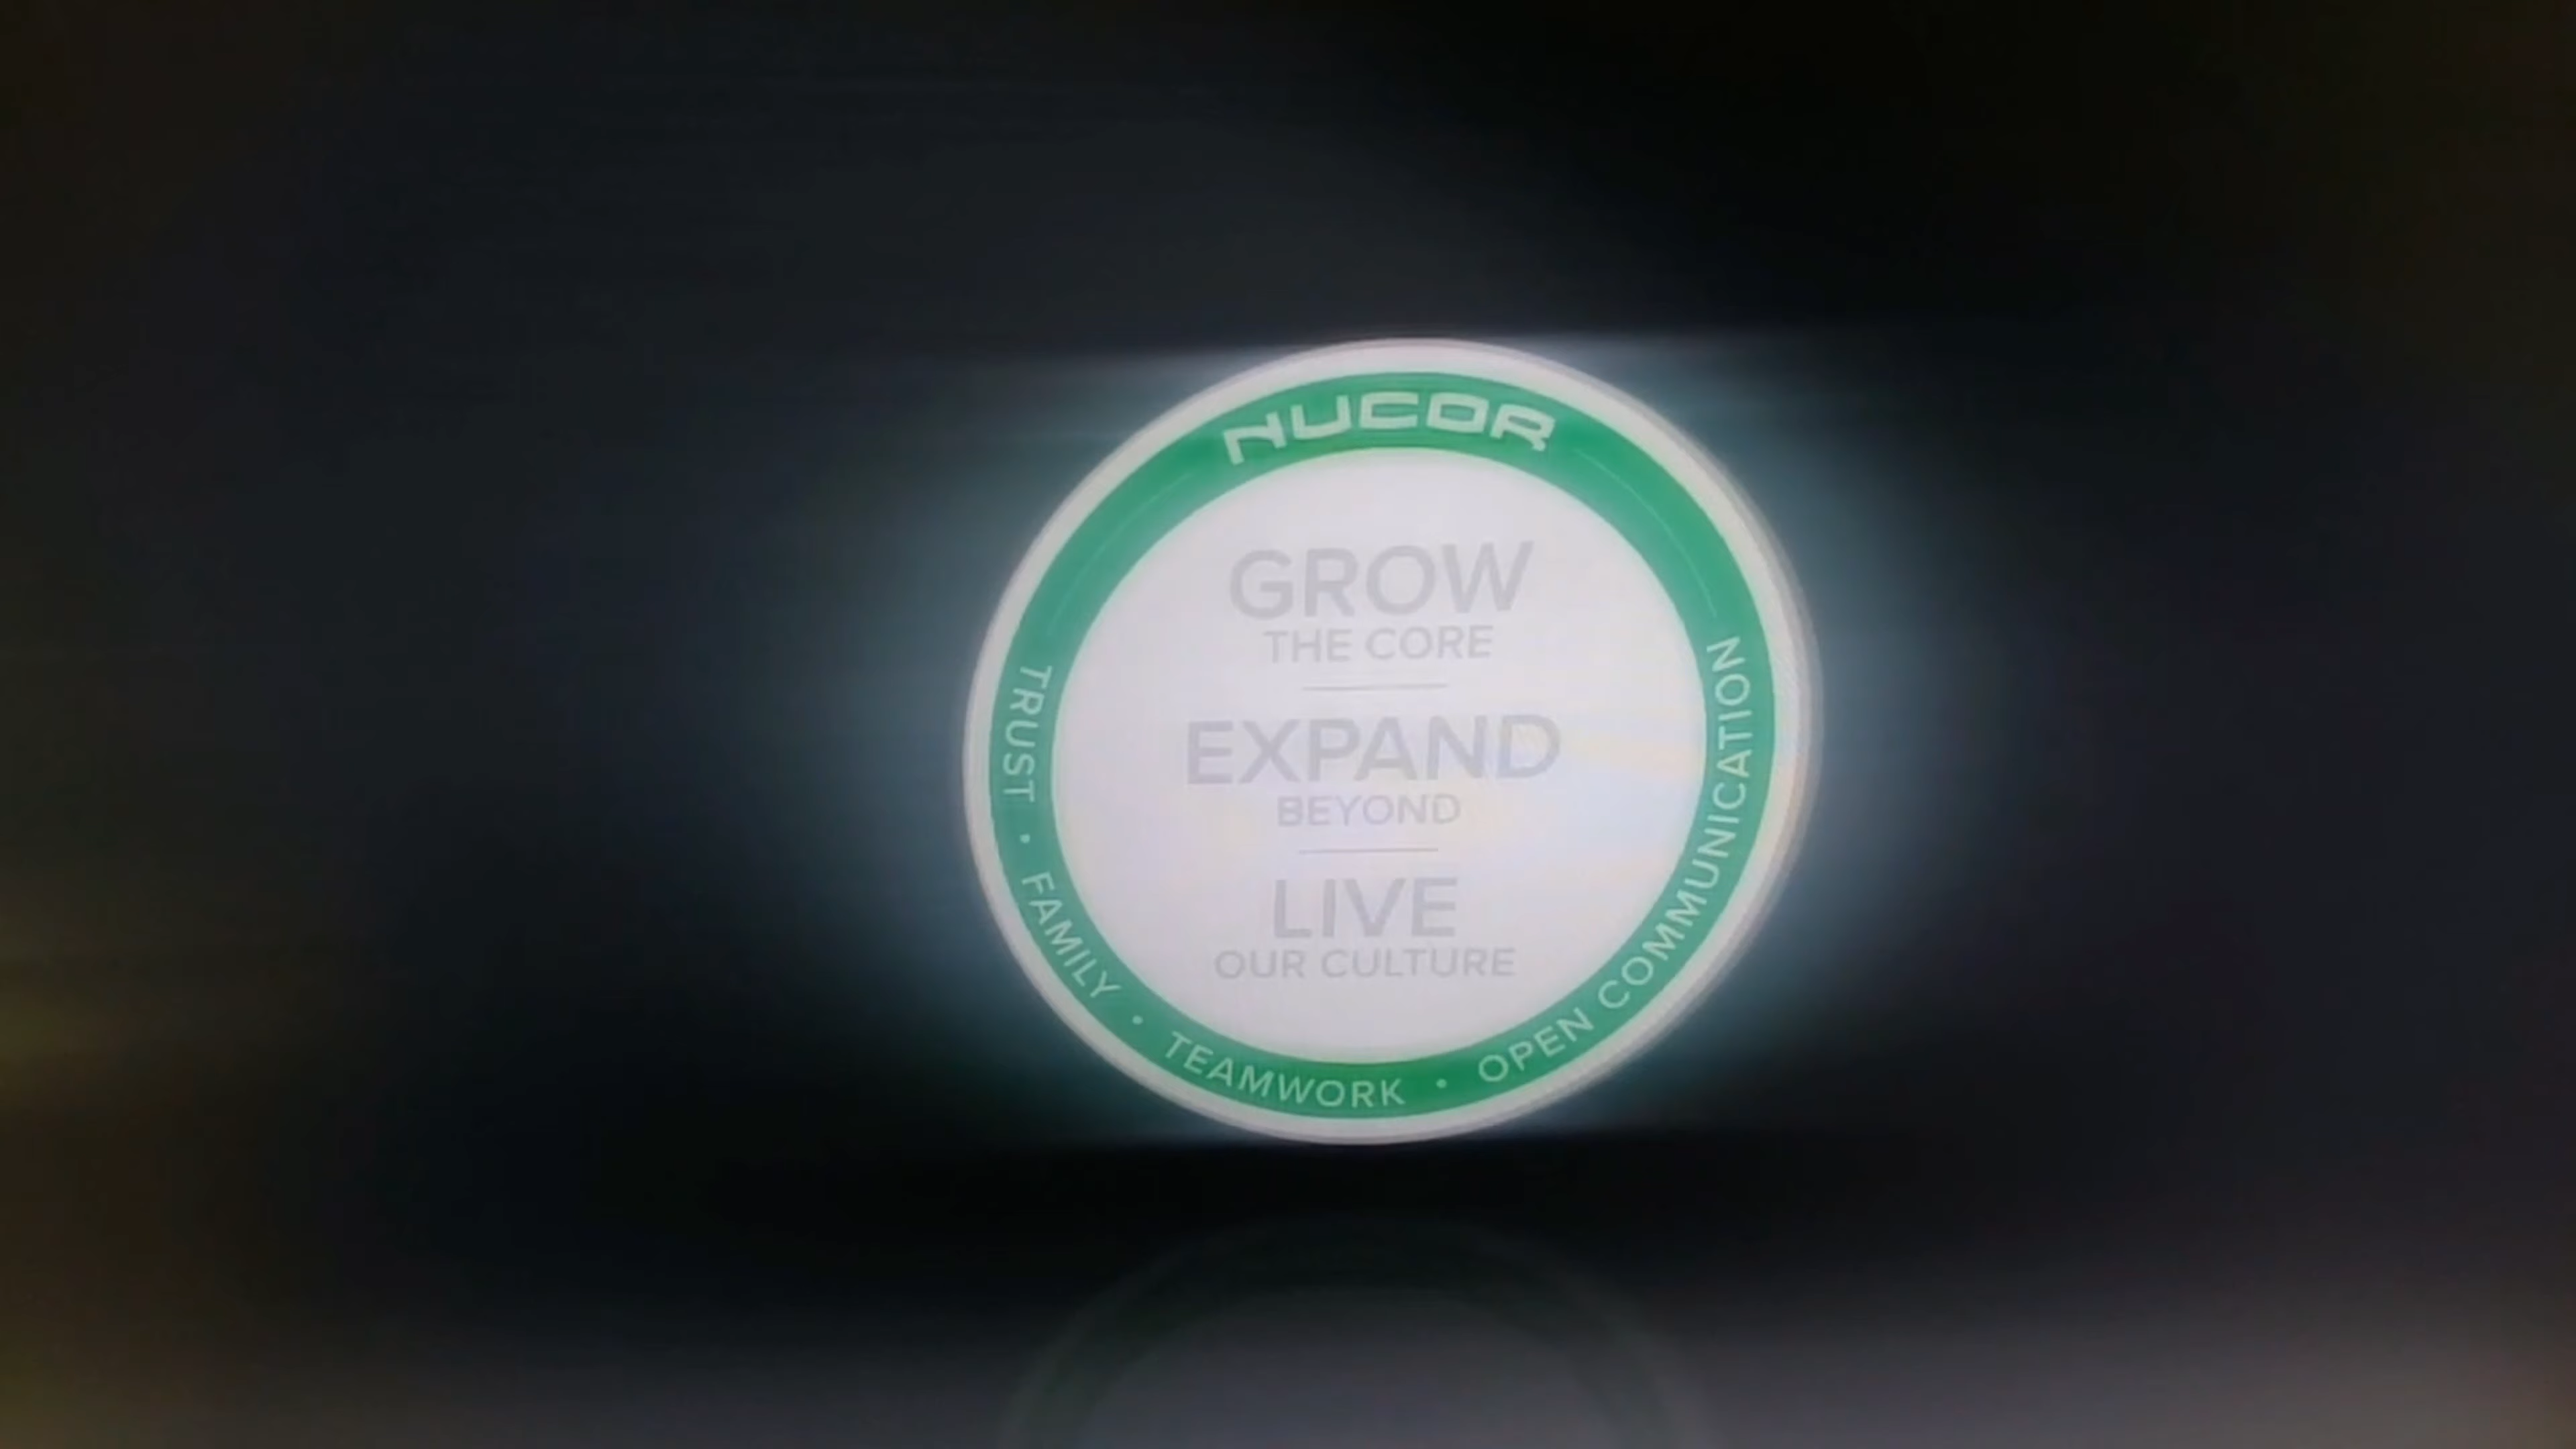 NUCOR
GROW
THE CORE
EXPAND
BEYOND
LIVE
OUR CULTURE
TRUST • FAMILY • TEAMWORK • OPEN COMMUNICATION